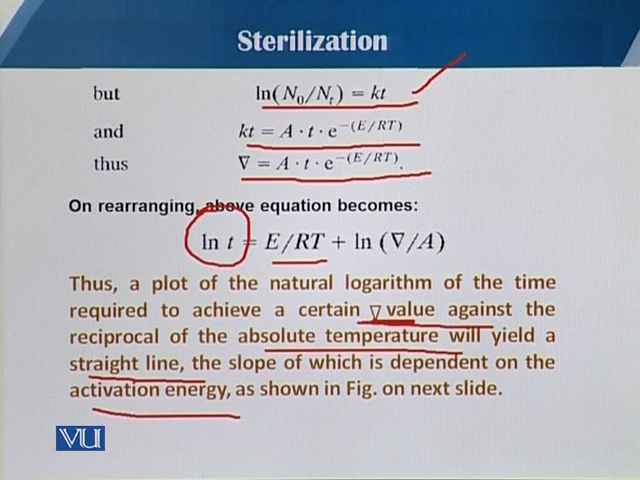 Sterilization
but ln(N₀/Nₜ) = kt
and kt = A · t · e⁻⁽ᴱ/ᴿᵀ⁾
thus ∇ = A · t · e⁻⁽ᴱ/ᴿᵀ⁾.
On rearranging, above equation becomes:
ln t = E/RT + ln (∇/A)
Thus, a plot of the natural logarithm of the time
required to achieve a certain ∇ value against the
reciprocal of the absolute temperature will yield a
straight line, the slope of which is dependent on the
activation energy, as shown in Fig. on next slide.
VU